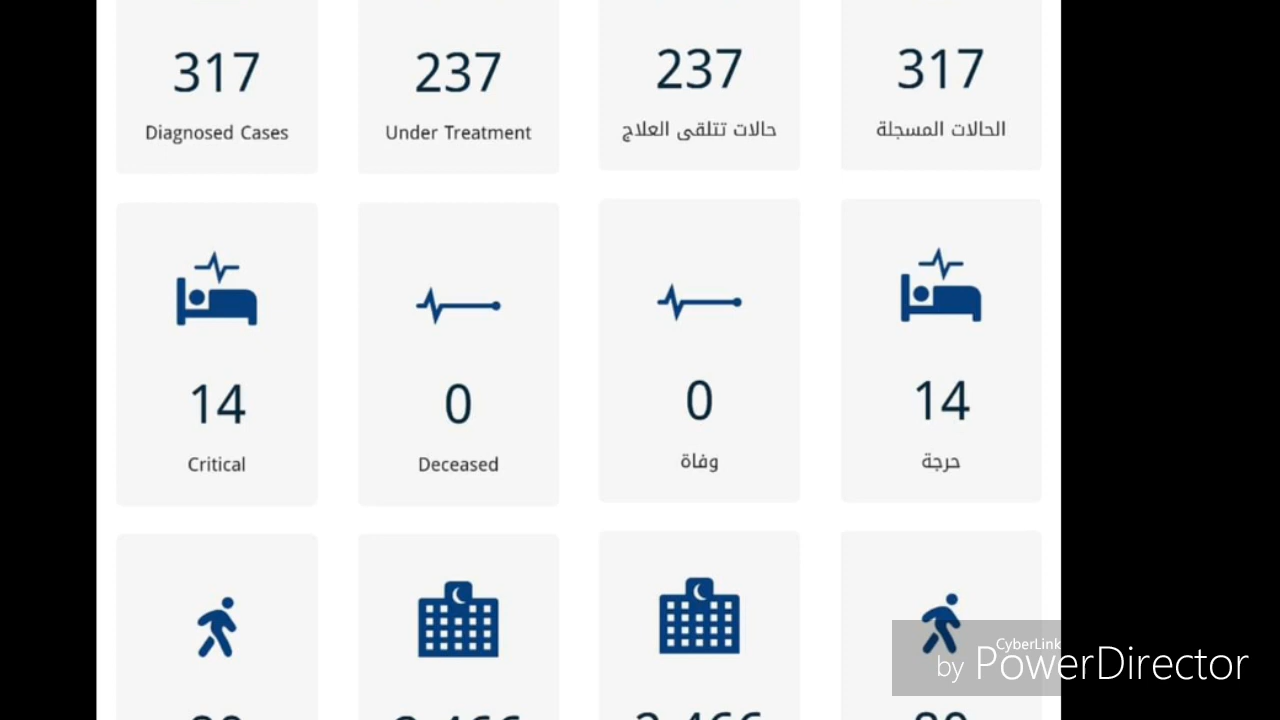 317
237
237
317
Diagnosed Cases
Under Treatment
حالات تتلقى العلاج
الحالات المسجلة
14
0
0
14
Critical
Deceased
وفاة
حرجة
CyberLink
by PowerDirector